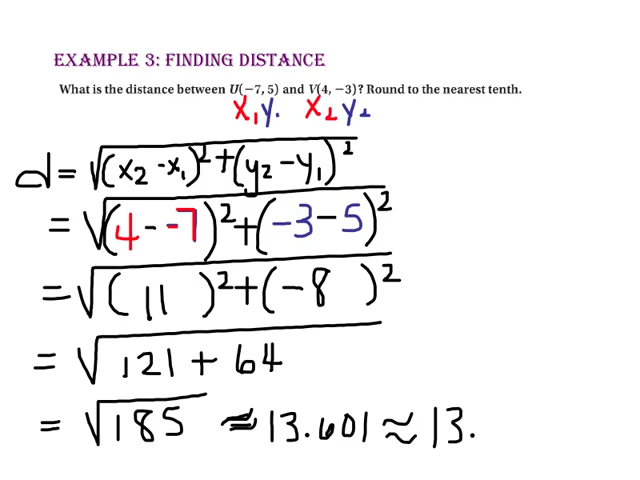 EXAMPLE 3: FINDING DISTANCE
What is the distance between U(−7, 5) and V(4, −3)? Round to the nearest tenth.
x₁ y₁ x₂ y₂
d = √(x₂ - x₁)² + (y₂ - y₁)²
= √(4 - -7)² + (-3 - 5)²
= √(11)² + (-8)²
= √121 + 64
= √185 ≈ 13.601 ≈ 13.